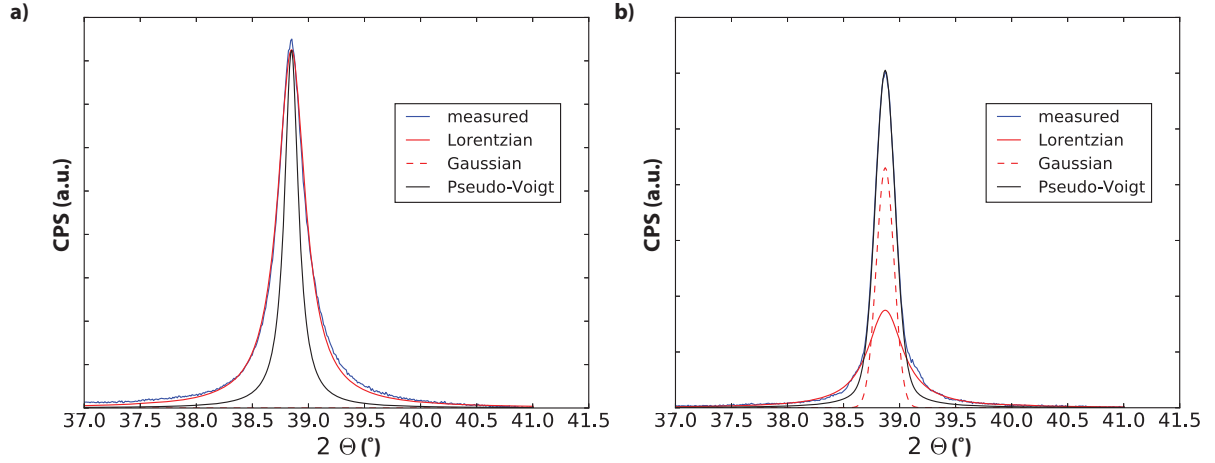 a)
CPS (a.u.)
measured
Lorentzian
Gaussian
Pseudo-Voigt
37.0 37.5 38.0 38.5 39.0 39.5 40.0 40.5 41.0 41.5
2 Θ (°)
b)
CPS (a.u.)
measured
Lorentzian
Gaussian
Pseudo-Voigt
37.0 37.5 38.0 38.5 39.0 39.5 40.0 40.5 41.0 41.5
2 Θ (°)